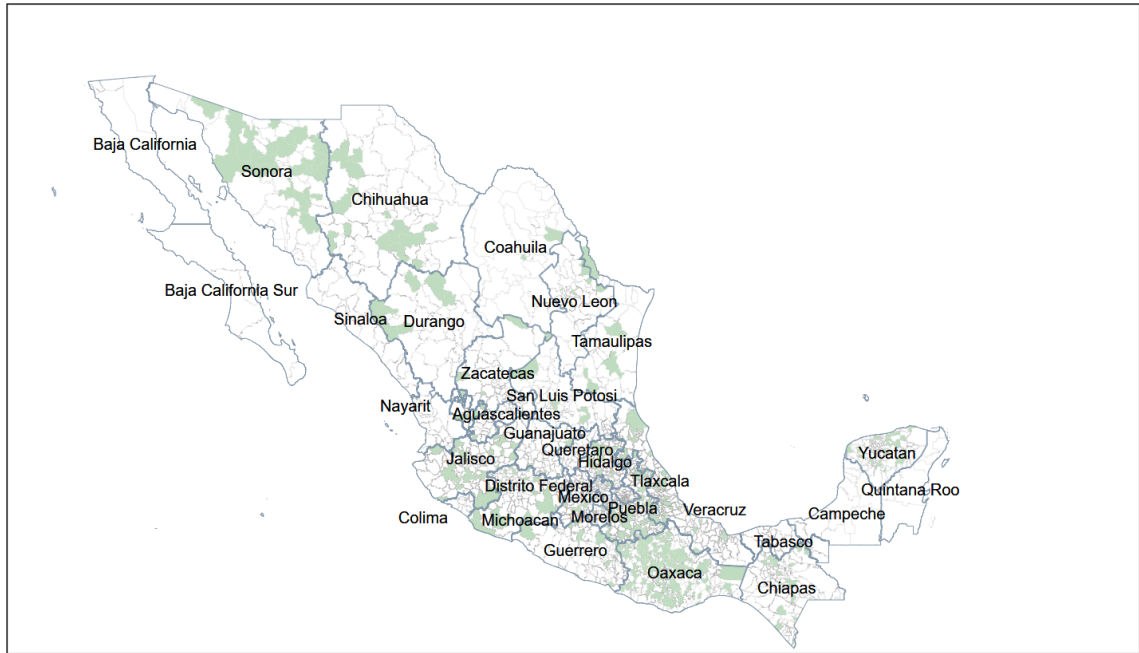 Baja California
Sonora
Chihuahua
Coahuila
Baja California Sur
Nuevo Leon
Sinaloa
Durango
Tamaulipas
Zacatecas
San Luis Potosi
Nayarit
Aguascalientes
Guanajuato
Queretaro
Yucatan
Jalisco
Hidalgo
Tlaxcala
Distrito Federal
Quintana Roo
Mexico
Puebla
Veracruz
Campeche
Colima
Michoacan
Morelos
Tabasco
Guerrero
Oaxaca
Chiapas